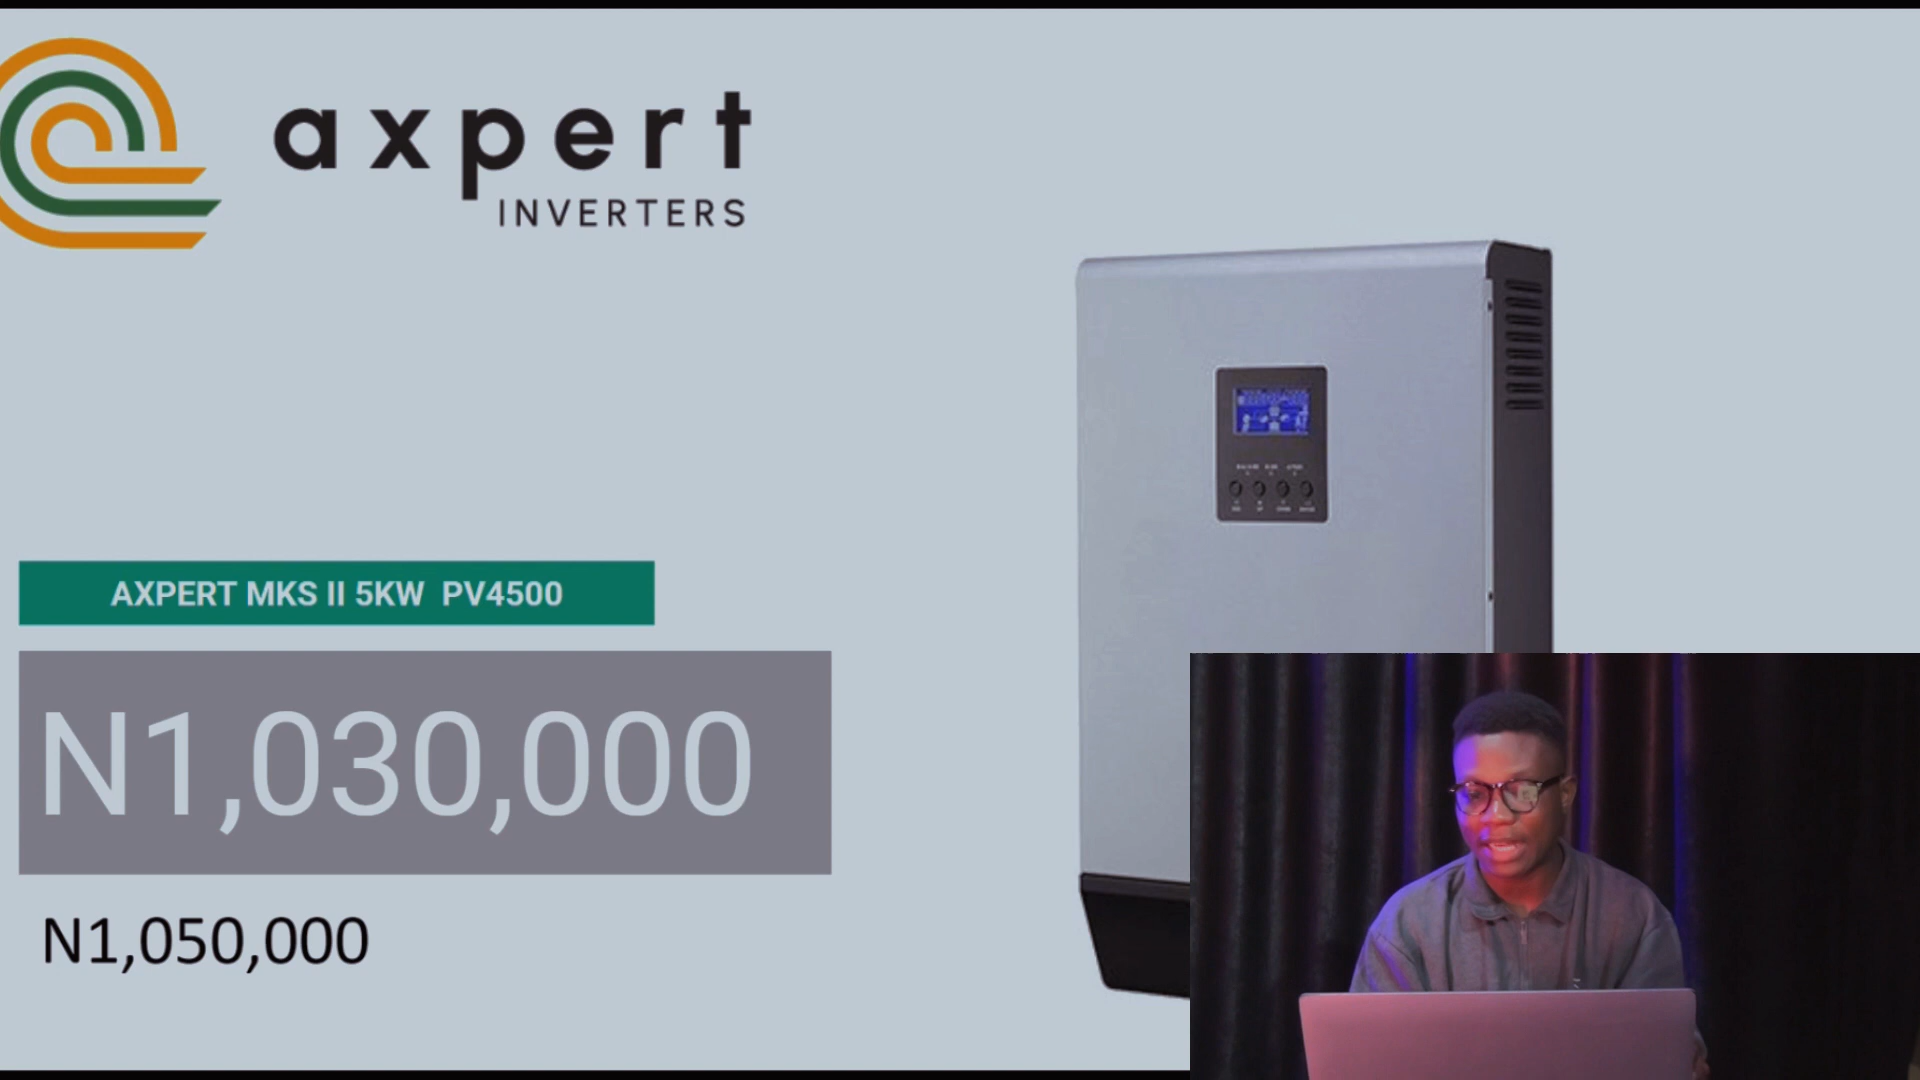 axpert
INVERTERS
AXPERT MKS II 5KW PV4500
N1,030,000
N1,050,000